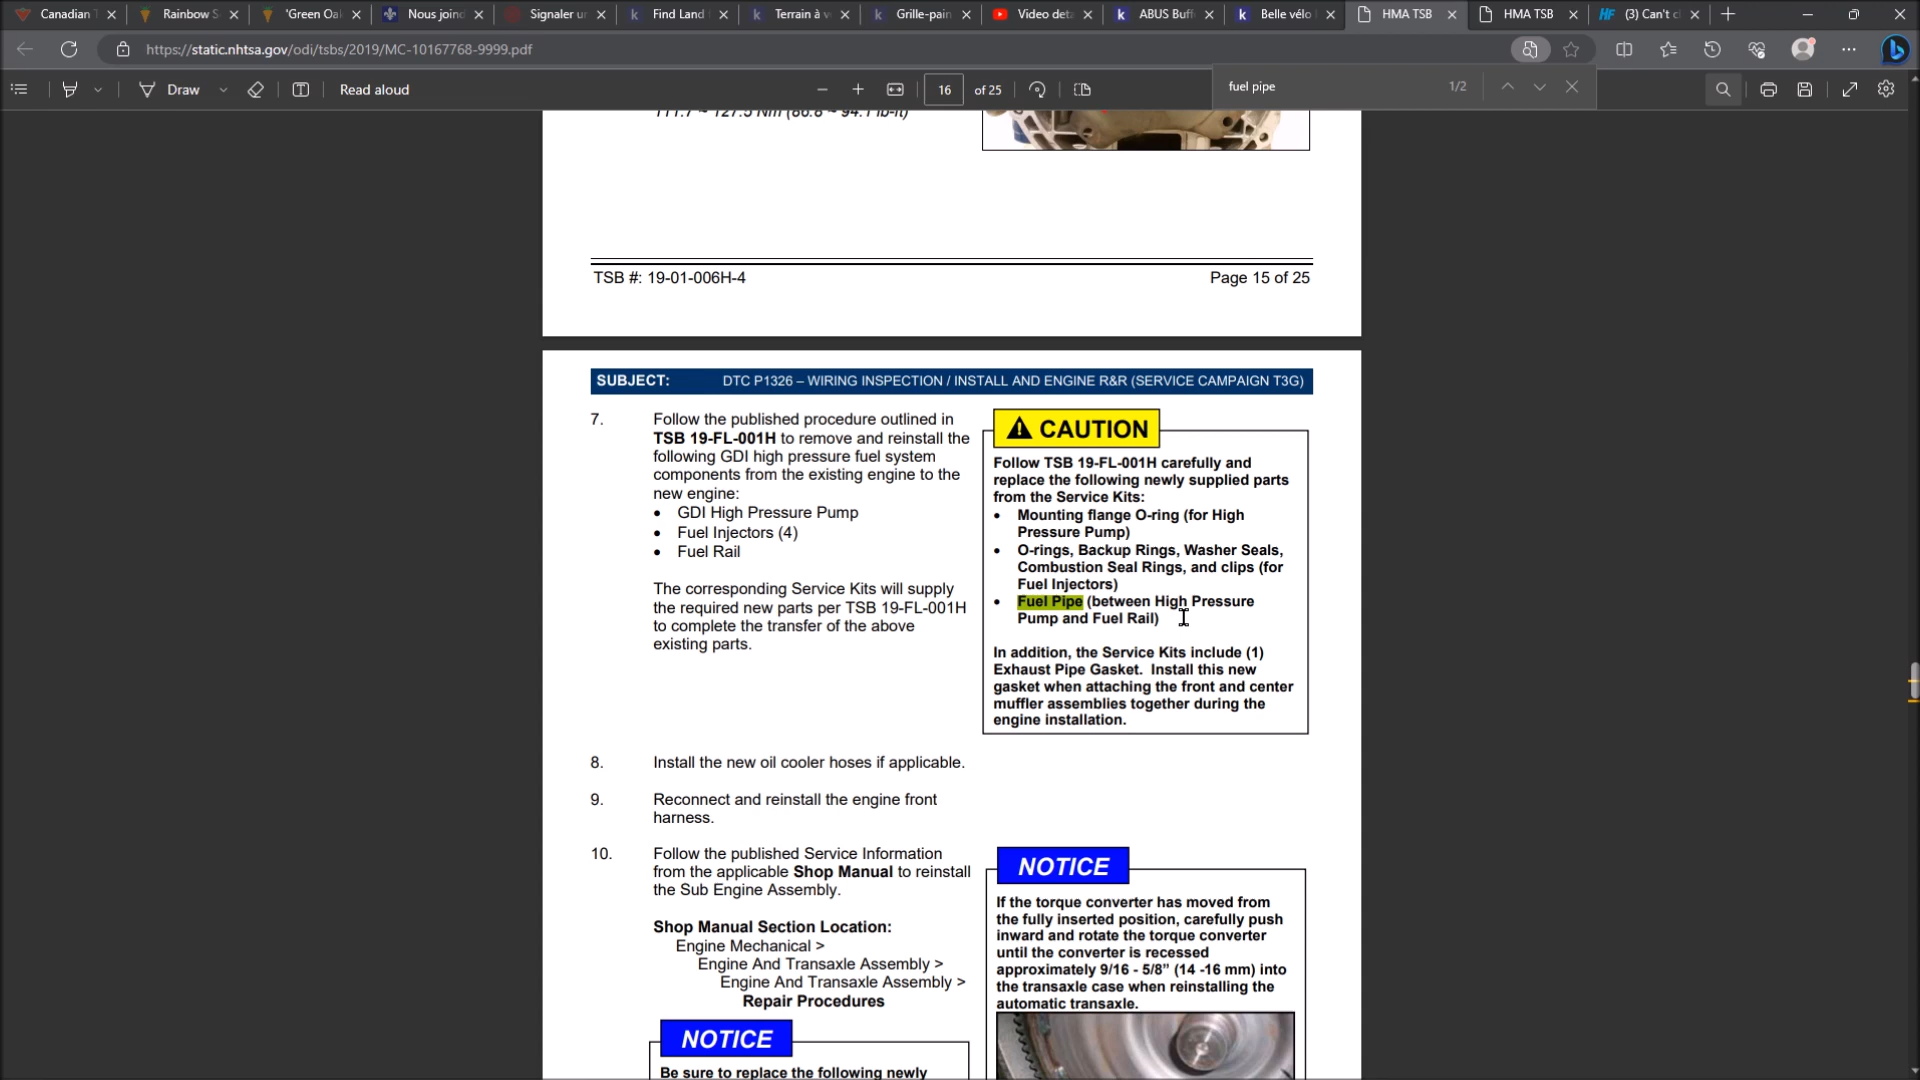 Canadian T
Rainbow S
'Green Oa
Nous joind
Signaler un
Find Land
Terrain à v
Grille-pain
Video deta
ABUS Buff
Belle vélo
HMA TSB
HMA TSB
(3) Can't c
https://static.nhtsa.gov/odi/tsbs/2019/MC-10167768-9999.pdf
Draw
Read aloud
16 of 25
fuel pipe
1/2
111.7 ~ 127.5 Nm (86.8 ~ 94.1 lb-ft)
TSB #: 19-01-006H-4
Page 15 of 25
SUBJECT:
DTC P1326 – WIRING INSPECTION / INSTALL AND ENGINE R&R (SERVICE CAMPAIGN T3G)
7.
Follow the published procedure outlined in
TSB 19-FL-001H to remove and reinstall the
following GDI high pressure fuel system
components from the existing engine to the
new engine:
• GDI High Pressure Pump
• Fuel Injectors (4)
• Fuel Rail
The corresponding Service Kits will supply
the required new parts per TSB 19-FL-001H
to complete the transfer of the above
existing parts.
CAUTION
Follow TSB 19-FL-001H carefully and
replace the following newly supplied parts
from the Service Kits:
• Mounting flange O-ring (for High
Pressure Pump)
• O-rings, Backup Rings, Washer Seals,
Combustion Seal Rings, and clips (for
Fuel Injectors)
• Fuel Pipe (between High Pressure
Pump and Fuel Rail)
In addition, the Service Kits include (1)
Exhaust Pipe Gasket. Install this new
gasket when attaching the front and center
muffler assemblies together during the
engine installation.
8.
Install the new oil cooler hoses if applicable.
9.
Reconnect and reinstall the engine front
harness.
10.
Follow the published Service Information
from the applicable Shop Manual to reinstall
the Sub Engine Assembly.
Shop Manual Section Location:
Engine Mechanical >
Engine And Transaxle Assembly >
Engine And Transaxle Assembly >
Repair Procedures
NOTICE
Be sure to replace the following newly
NOTICE
If the torque converter has moved from
the fully inserted position, carefully push
inward and rotate the torque converter
until the converter is recessed
approximately 9/16 - 5/8” (14 -16 mm) into
the transaxle case when reinstalling the
automatic transaxle.